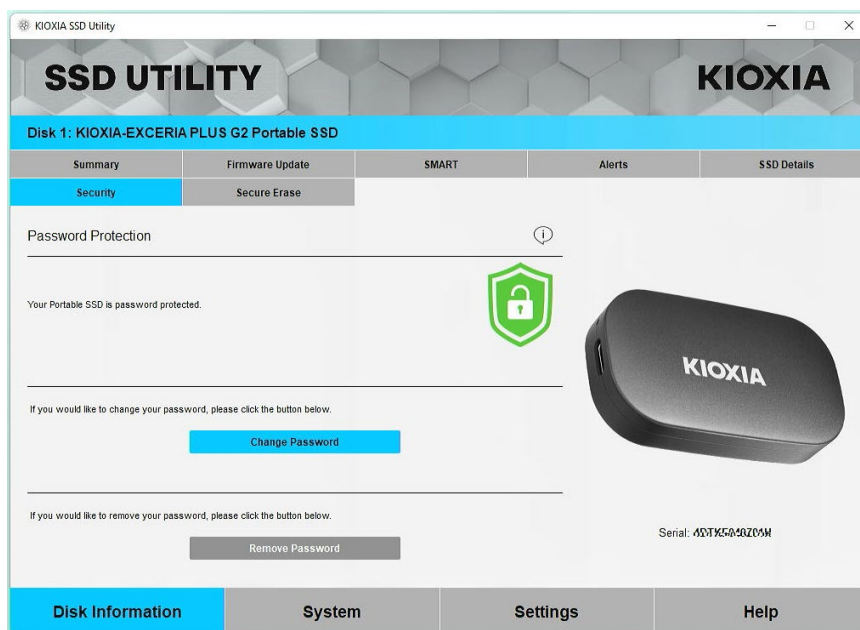 KIOXIA SSD Utility
SSD UTILITY
KIOXIA
Disk 1: KIOXIA-EXCERIA PLUS G2 Portable SSD
Summary Firmware Update SMART Alerts SSD Details
Security Secure Erase
Password Protection
Your Portable SSD is password protected.
KIOXIA
If you would like to change your password, please click the button below.
Change Password
If you would like to remove your password, please click the button below.
Serial:
Remove Password
Disk Information System Settings Help